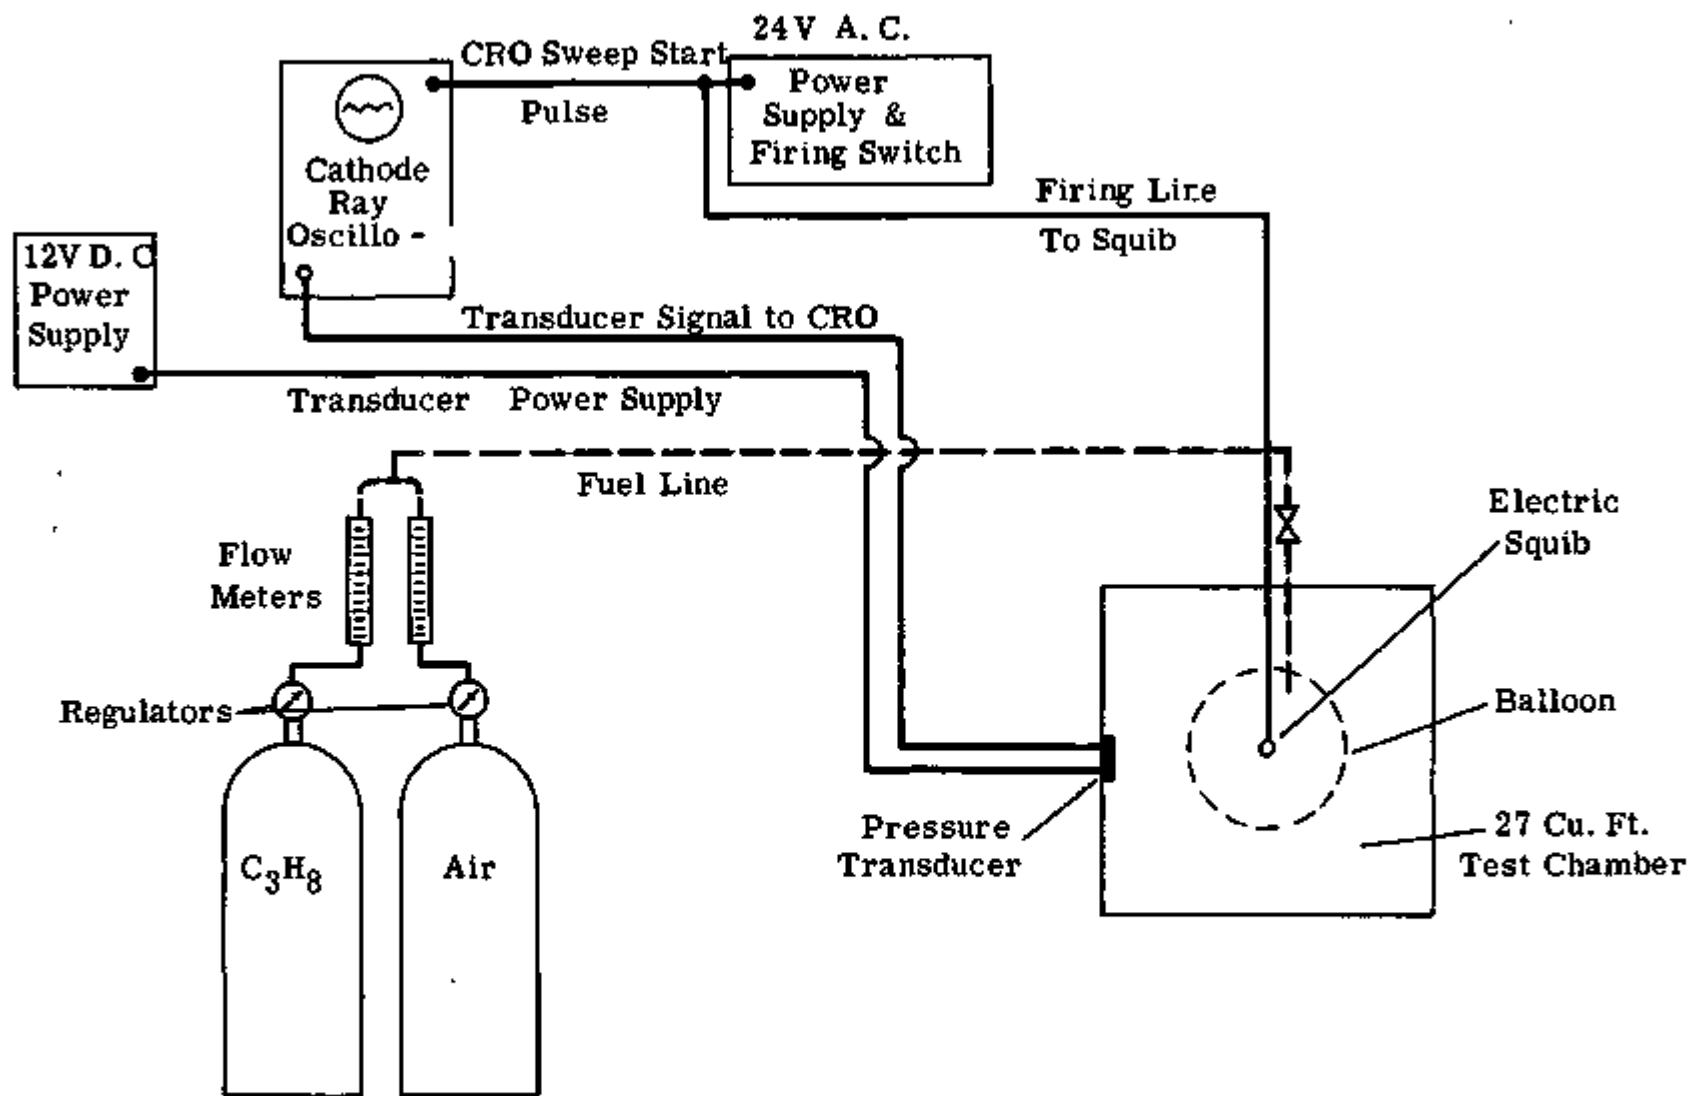 24V A.C.
CRO Sweep Start
Pulse
Power
Supply &
Firing Switch
Cathode
Ray
Oscillo-
Firing Line
To Squib
12V D.C
Power
Supply
Transducer Signal to CRO
Transducer Power Supply
Fuel Line
Flow
Meters
Electric
Squib
Regulators
Balloon
Pressure
Transducer
27 Cu. Ft.
Test Chamber
C3H8
Air